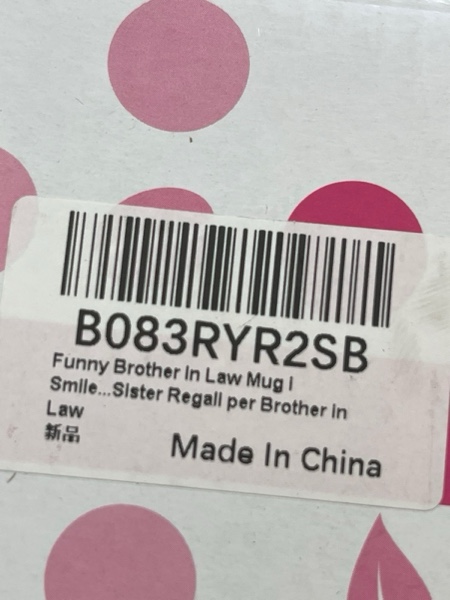 B083RYR2SB
Funny Brother In Law Mug I
Smile...Sister Regali per Brother in
Law
新品
Made In China